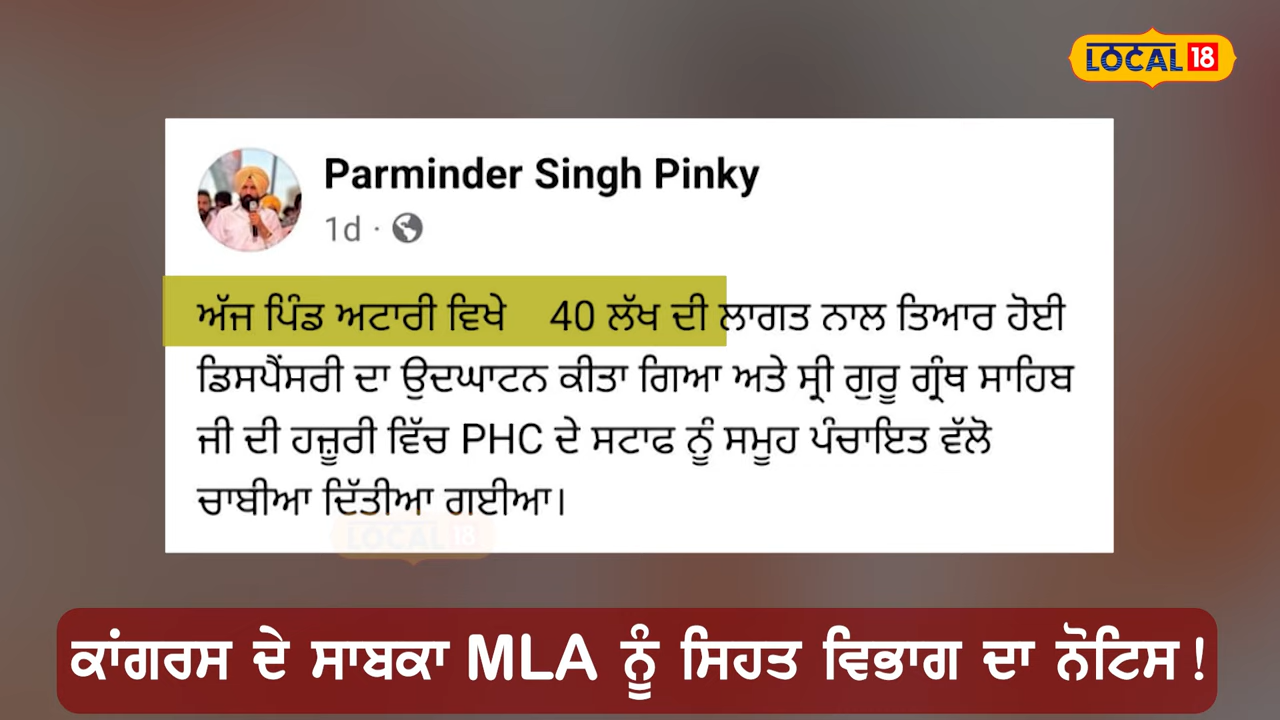 LOCAL 18
Parminder Singh Pinky
1d ·
ਅੱਜ ਪਿੰਡ ਅਟਾਰੀ ਵਿਖੇ 40 ਲੱਖ ਦੀ ਲਾਗਤ ਨਾਲ ਤਿਆਰ ਹੋਈ
ਡਿਸਪੈਂਸਰੀ ਦਾ ਉਦਘਾਟਨ ਕੀਤਾ ਗਿਆ ਅਤੇ ਸ੍ਰੀ ਗੁਰੂ ਗ੍ਰੰਥ ਸਾਹਿਬ
ਜੀ ਦੀ ਹਜ਼ੂਰੀ ਵਿੱਚ PHC ਦੇ ਸਟਾਫ ਨੂੰ ਸਮੂਹ ਪੰਚਾਇਤ ਵੱਲੋ
ਚਾਬੀਆ ਦਿੱਤੀਆ ਗਈਆ।
LOCAL 18
ਕਾਂਗਰਸ ਦੇ ਸਾਬਕਾ MLA ਨੂੰ ਸਿਹਤ ਵਿਭਾਗ ਦਾ ਨੋਟਿਸ!